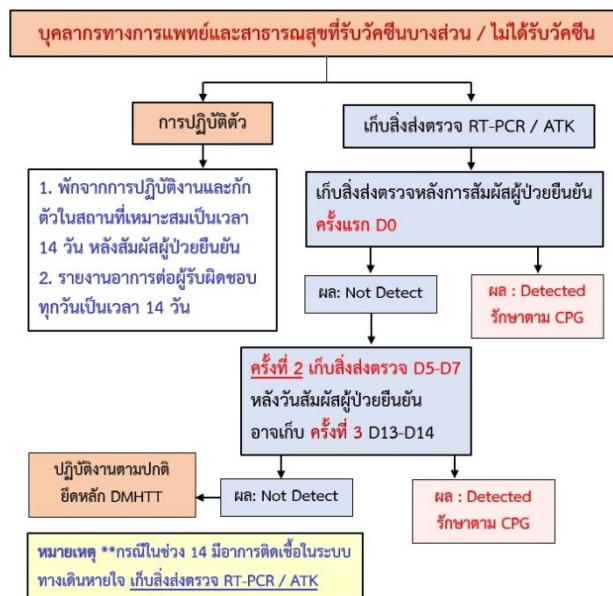 บุคลากรทางการแพทย์และสาธารณสุขที่รับวัคซีนบางส่วน / ไม่ได้รับวัคซีน
การปฏิบัติตัว
เก็บสิ่งส่งตรวจ RT-PCR / ATK
1. พักจากการปฏิบัติงานและกัก
ตัวในสถานที่เหมาะสมเป็นเวลา
14 วัน หลังสัมผัสผู้ป่วยยืนยัน
2. รายงานอาการต่อผู้รับผิดชอบ
ทุกวันเป็นเวลา 14 วัน
เก็บสิ่งส่งตรวจหลังการสัมผัสผู้ป่วยยืนยัน
ครั้งแรก D0
ผล: Not Detect
ผล : Detected
รักษาตาม CPG
ครั้งที่ 2 เก็บสิ่งส่งตรวจ D5-D7
หลังวันสัมผัสผู้ป่วยยืนยัน
อาจเก็บ ครั้งที่ 3 D13-D14
ปฏิบัติงานตามปกติ
ยึดหลัก DMHTT
ผล: Not Detect
ผล : Detected
รักษาตาม CPG
หมายเหตุ **กรณีในช่วง 14 มีอาการติดเชื้อในระบบ
ทางเดินหายใจ เก็บสิ่งส่งตรวจ RT-PCR / ATK